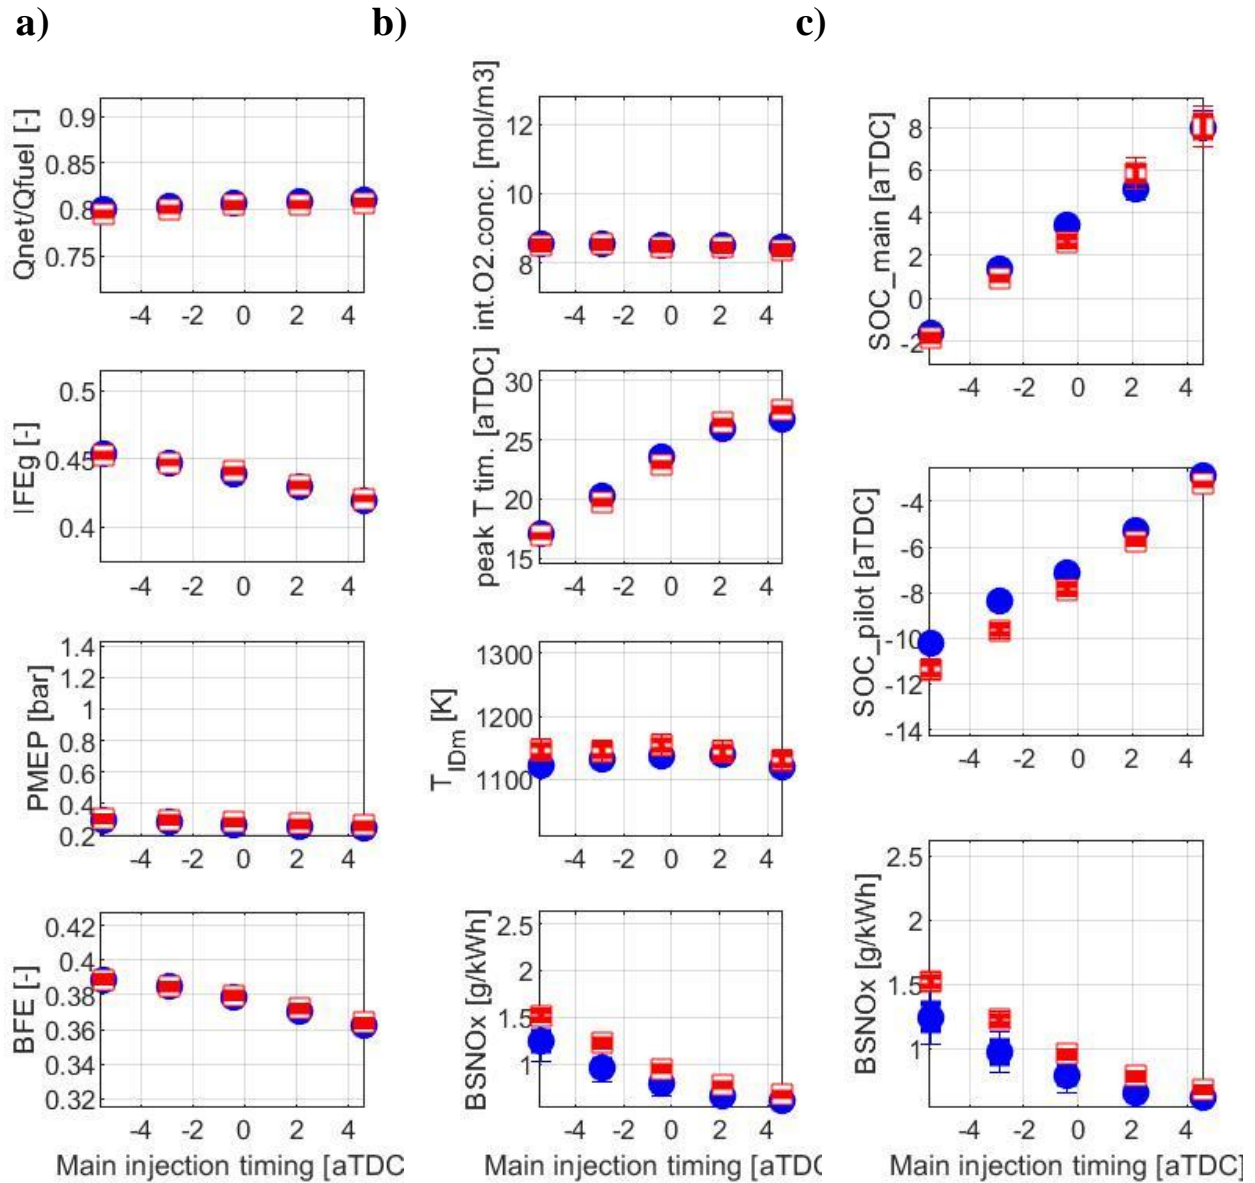 a)
b)
c)
Qnet/Qfuel [-]
0.9
0.85
0.8
0.75
-4 -2 0 2 4
IFEg [-]
0.5
0.45
0.4
-4 -2 0 2 4
PMEP [bar]
1.4
1.2
1
0.8
0.6
0.4
0.2
-4 -2 0 2 4
BFE [-]
0.42
0.4
0.38
0.36
0.34
0.32
-4 -2 0 2 4
Main injection timing [aTDC
int.O2.conc. [mol/m3]
12
10
8
-4 -2 0 2 4
peak T tim. [aTDC]
30
25
20
15
-4 -2 0 2 4
T_IDm [K]
1300
1200
1100
-4 -2 0 2 4
BSNOx [g/kWh]
2.5
2
1.5
1
-4 -2 0 2 4
Main injection timing [aTDC
SOC_main [aTDC]
8
6
4
2
0
-2
-4 -2 0 2 4
SOC_pilot [aTDC]
-4
-6
-8
-10
-12
-14
-4 -2 0 2 4
BSNOx [g/kWh]
2.5
2
1.5
1
-4 -2 0 2 4
Main injection timing [aTDC]